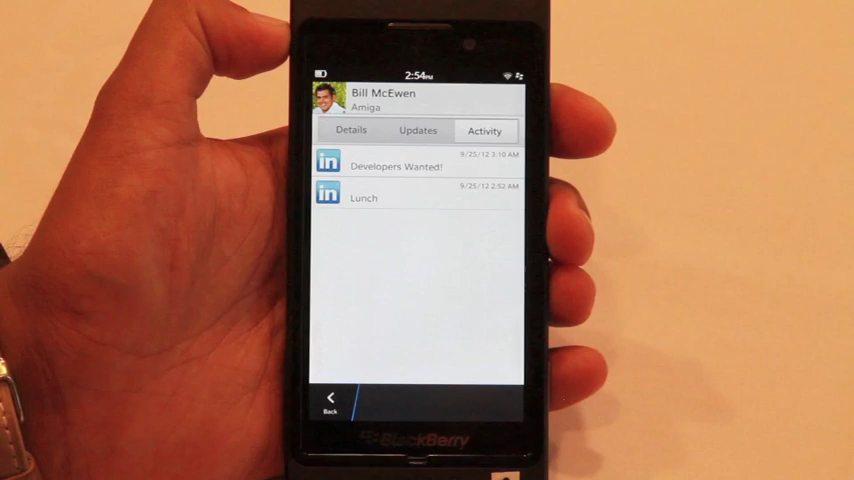 2:54PM
Bill McEwen
Amiga
Details Updates Activity
in 9/25/12 3:10 AM
Developers Wanted!
in 9/25/12 2:52 AM
Lunch
Back
BlackBerry